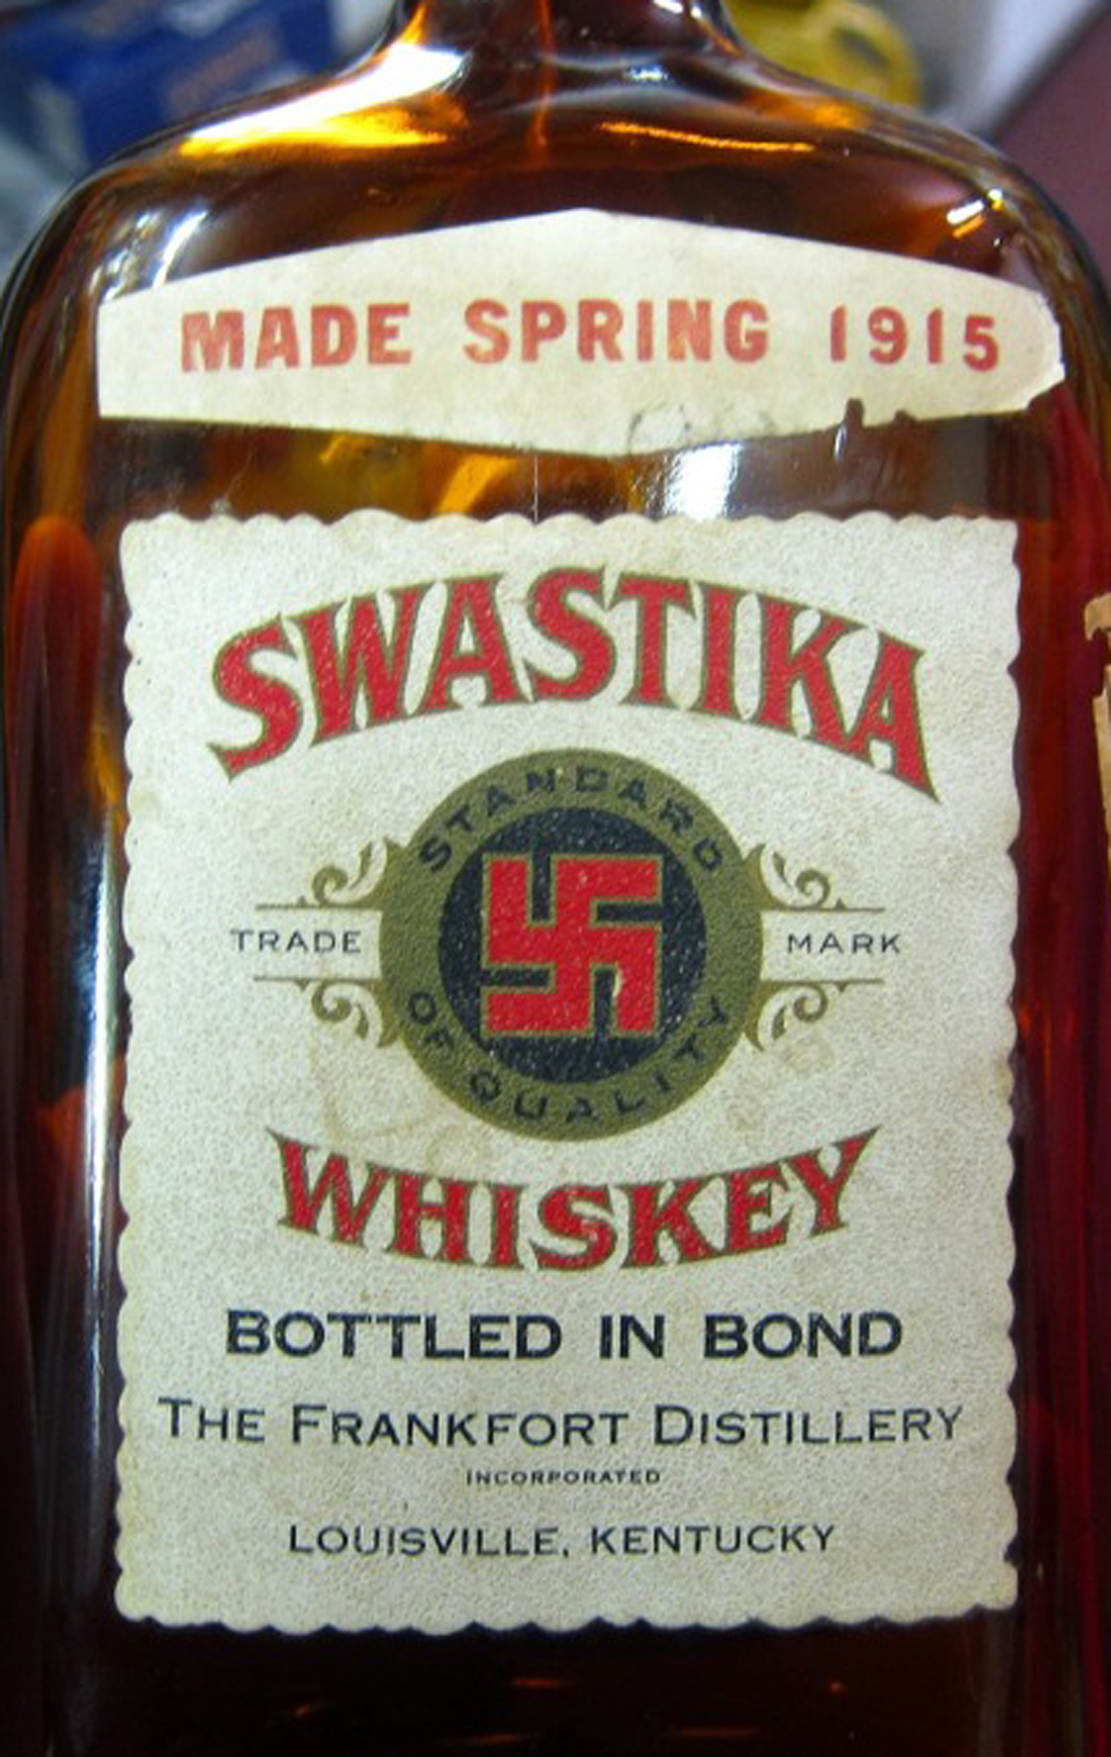 MADE SPRING 1915
SWASTIKA
STANDARD
TRADE MARK
OF QUALITY
WHISKEY
BOTTLED IN BOND
THE FRANKFORT DISTILLERY
INCORPORATED
LOUISVILLE, KENTUCKY